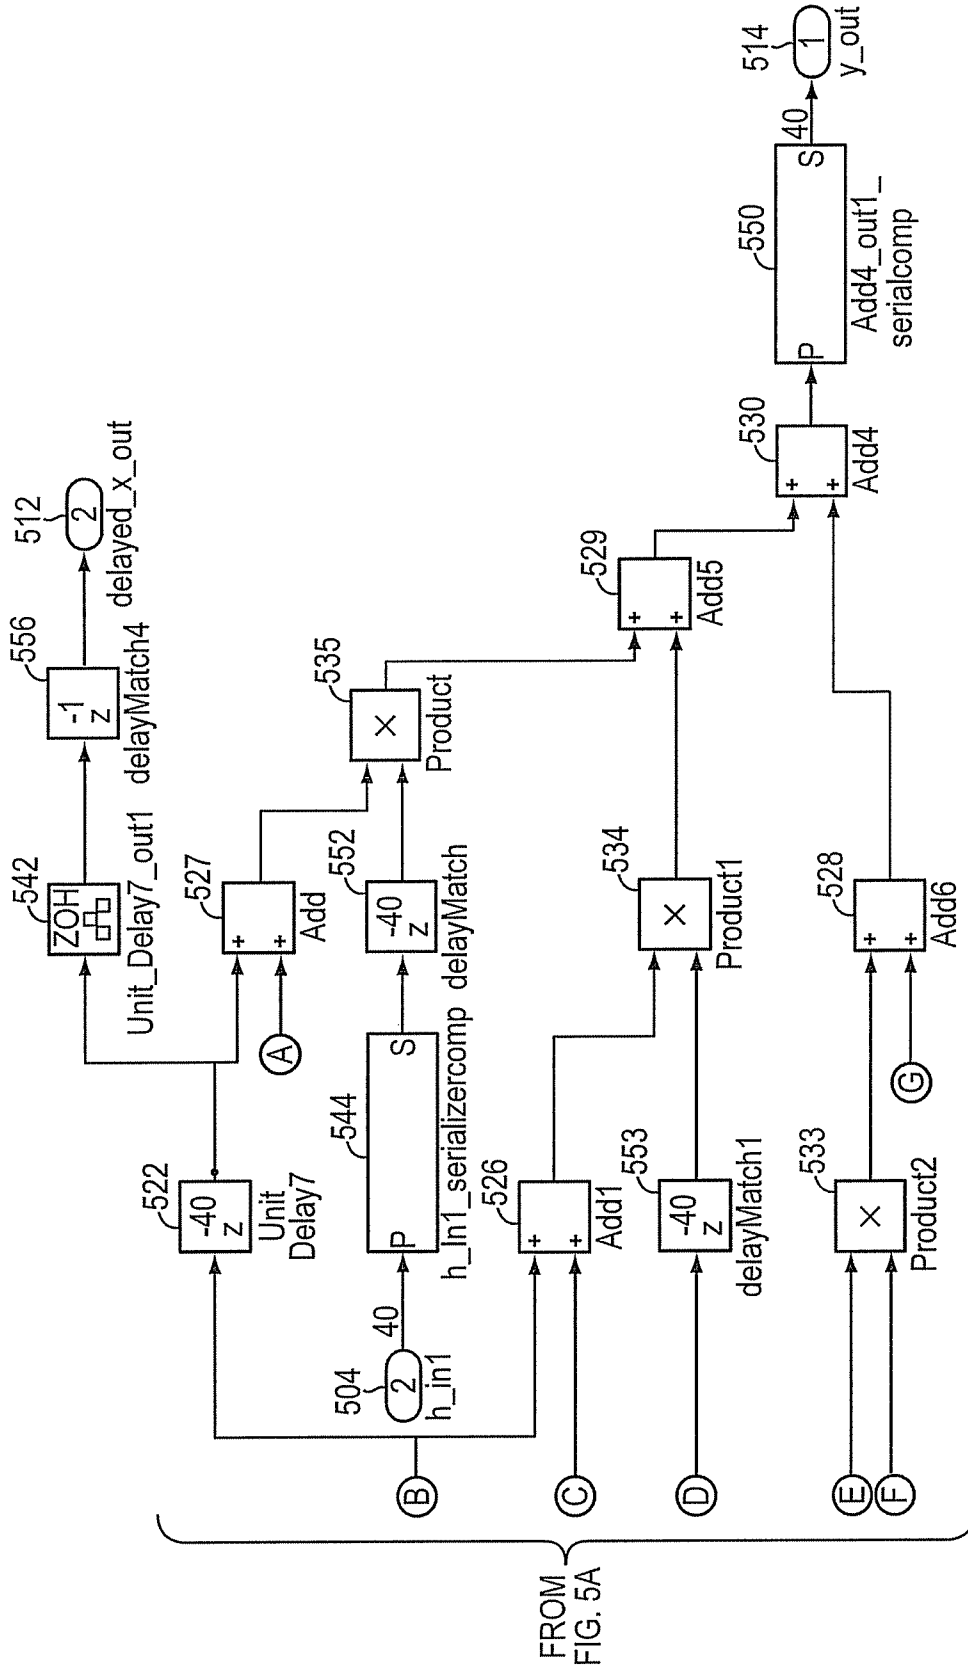 FROM
FIG. 5A
B
C
D
E
F
504
2
h_in1
40
522
-40
z
Unit
Delay7
544
P
S
h_In1_serializercomp
526
+
+
Add1
553
-40
z
delayMatch1
533
×
Product2
A
G
542
ZOH
Unit_Delay7_out1
527
+
+
Add
552
-40
z
delayMatch
534
×
Product1
528
+
+
Add6
556
-1
z
delayMatch4
535
×
Product
512
2
delayed_x_out
529
+
+
Add5
530
+
+
Add4
550
P
S
Add4_out1_
serialcomp
40
514
1
y_out